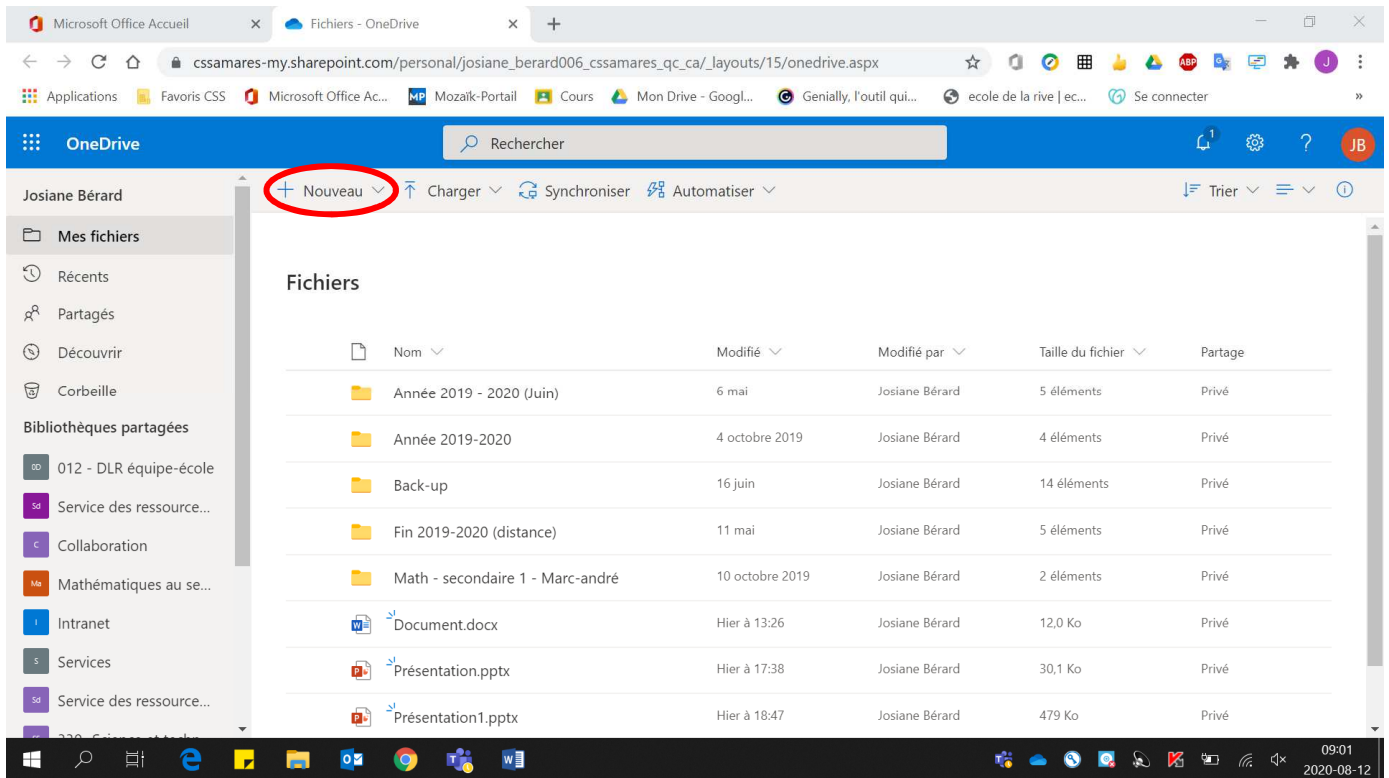 Microsoft Office Accueil
Fichiers - OneDrive
cssamares-my.sharepoint.com/personal/josiane_berard006_cssamares_qc_ca/_layouts/15/onedrive.aspx
ABP
J
Applications Favoris CSS Microsoft Office Ac... MP Mozaïk-Portail Cours Mon Drive - Googl... Genially, l'outil qui... ecole de la rive | ec... Se connecter »
OneDrive
Rechercher
1
?
JB
Josiane Bérard
Nouveau Charger Synchroniser Automatiser Trier
Mes fichiers
Récents
Partagés
Découvrir
Corbeille
Bibliothèques partagées
OD 012 - DLR équipe-école
Sd Service des ressource...
C Collaboration
Ma Mathématiques au se...
I Intranet
S Services
Sd Service des ressource...
Fichiers
Nom Modifié Modifié par Taille du fichier Partage
Année 2019 - 2020 (Juin) 6 mai Josiane Bérard 5 éléments Privé
Année 2019-2020 4 octobre 2019 Josiane Bérard 4 éléments Privé
Back-up 16 juin Josiane Bérard 14 éléments Privé
Fin 2019-2020 (distance) 11 mai Josiane Bérard 5 éléments Privé
Math - secondaire 1 - Marc-andré 10 octobre 2019 Josiane Bérard 2 éléments Privé
Document.docx Hier à 13:26 Josiane Bérard 12,0 Ko Privé
Présentation.pptx Hier à 17:38 Josiane Bérard 30,1 Ko Privé
Présentation1.pptx Hier à 18:47 Josiane Bérard 479 Ko Privé
09:01
2020-08-12